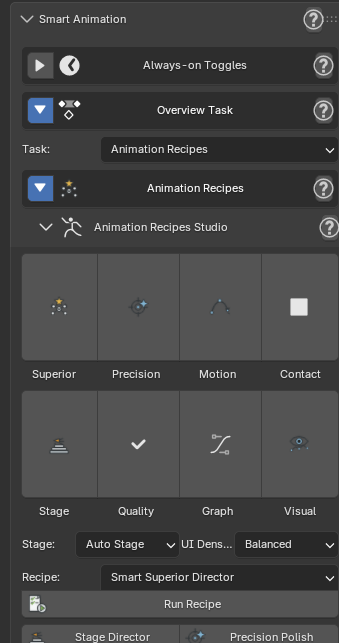 Smart Animation
Always-on Toggles
Overview Task
Task: Animation Recipes
Animation Recipes
Animation Recipes Studio
Superior Precision Motion Contact
Stage Quality Graph Visual
Stage: Auto Stage UI Dens... Balanced
Recipe: Smart Superior Director
Run Recipe
Stage Director Precision Polish